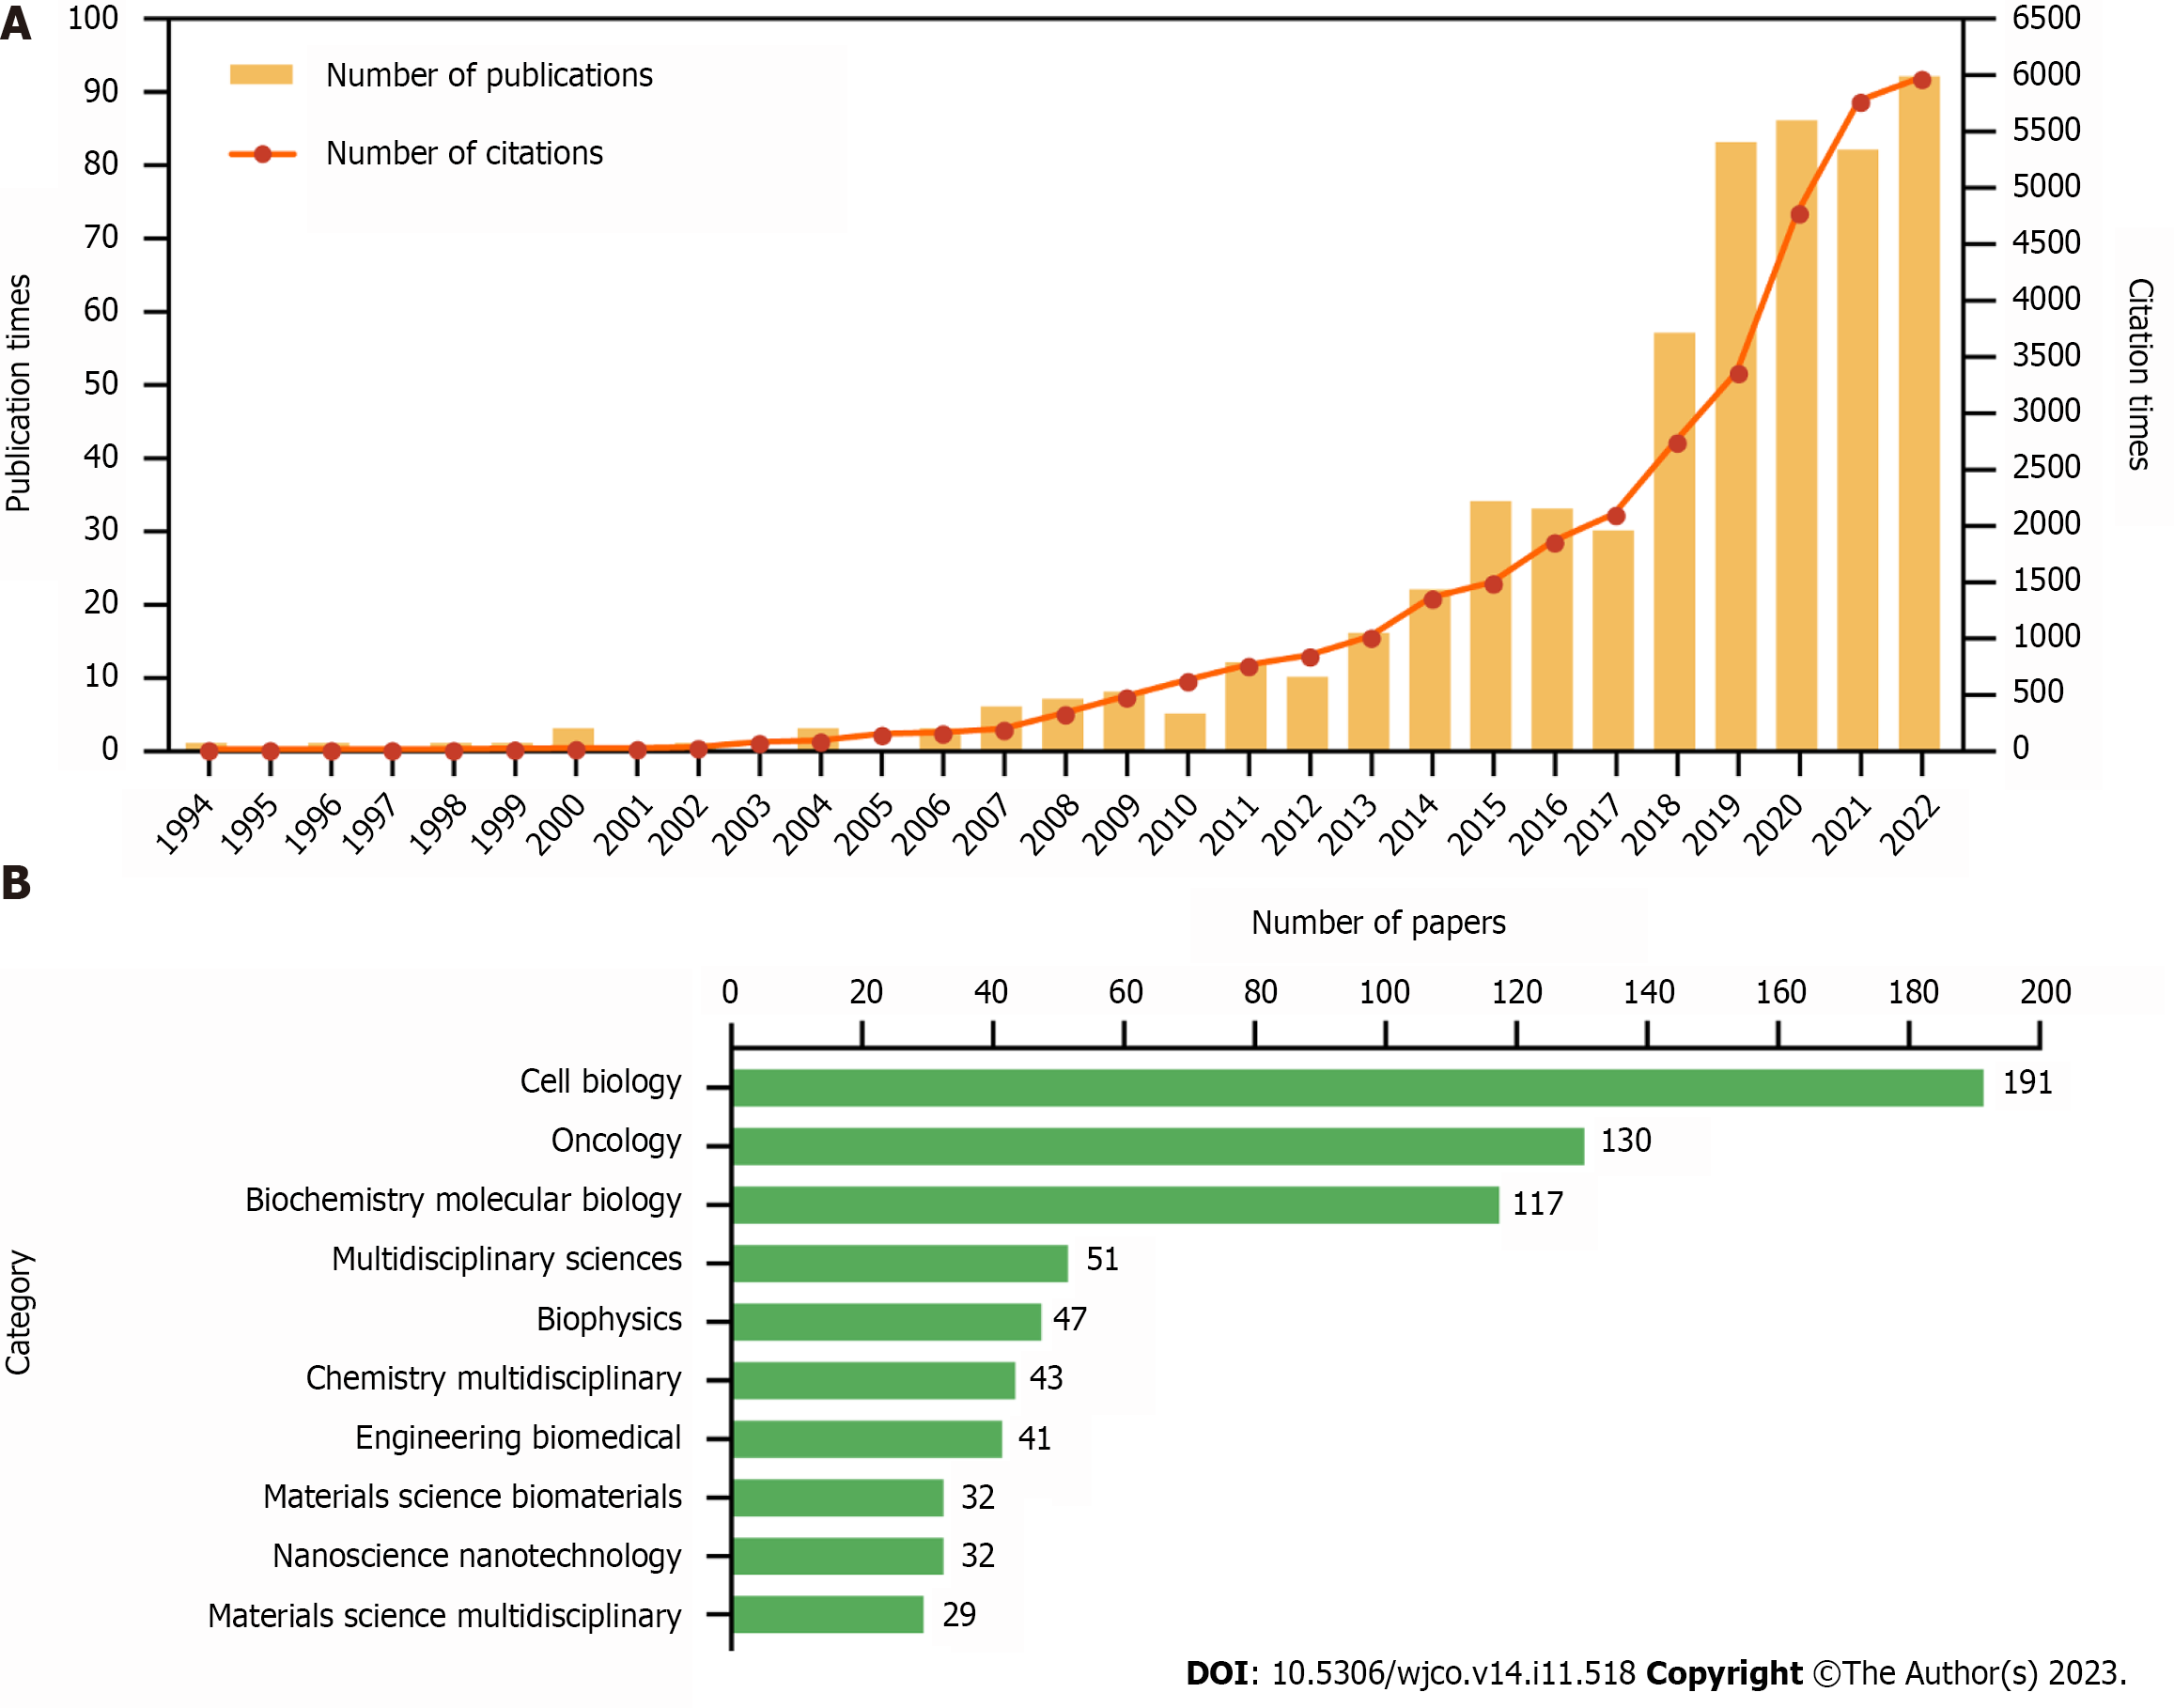 A
Number of publications
Number of citations
Publication times
100
90
80
70
60
50
40
30
20
10
0
Citation times
6500
6000
5500
5000
4500
4000
3500
3000
2500
2000
1500
1000
500
0
1994 1995 1996 1997 1998 1999 2000 2001 2002 2003 2004 2005 2006 2007 2008 2009 2010 2011 2012 2013 2014 2015 2016 2017 2018 2019 2020 2021 2022
B
Number of papers
0 20 40 60 80 100 120 140 160 180 200
Category
Cell biology 191
Oncology 130
Biochemistry molecular biology 117
Multidisciplinary sciences 51
Biophysics 47
Chemistry multidisciplinary 43
Engineering biomedical 41
Materials science biomaterials 32
Nanoscience nanotechnology 32
Materials science multidisciplinary 29
DOI: 10.5306/wjco.v14.i11.518 Copyright ©The Author(s) 2023.